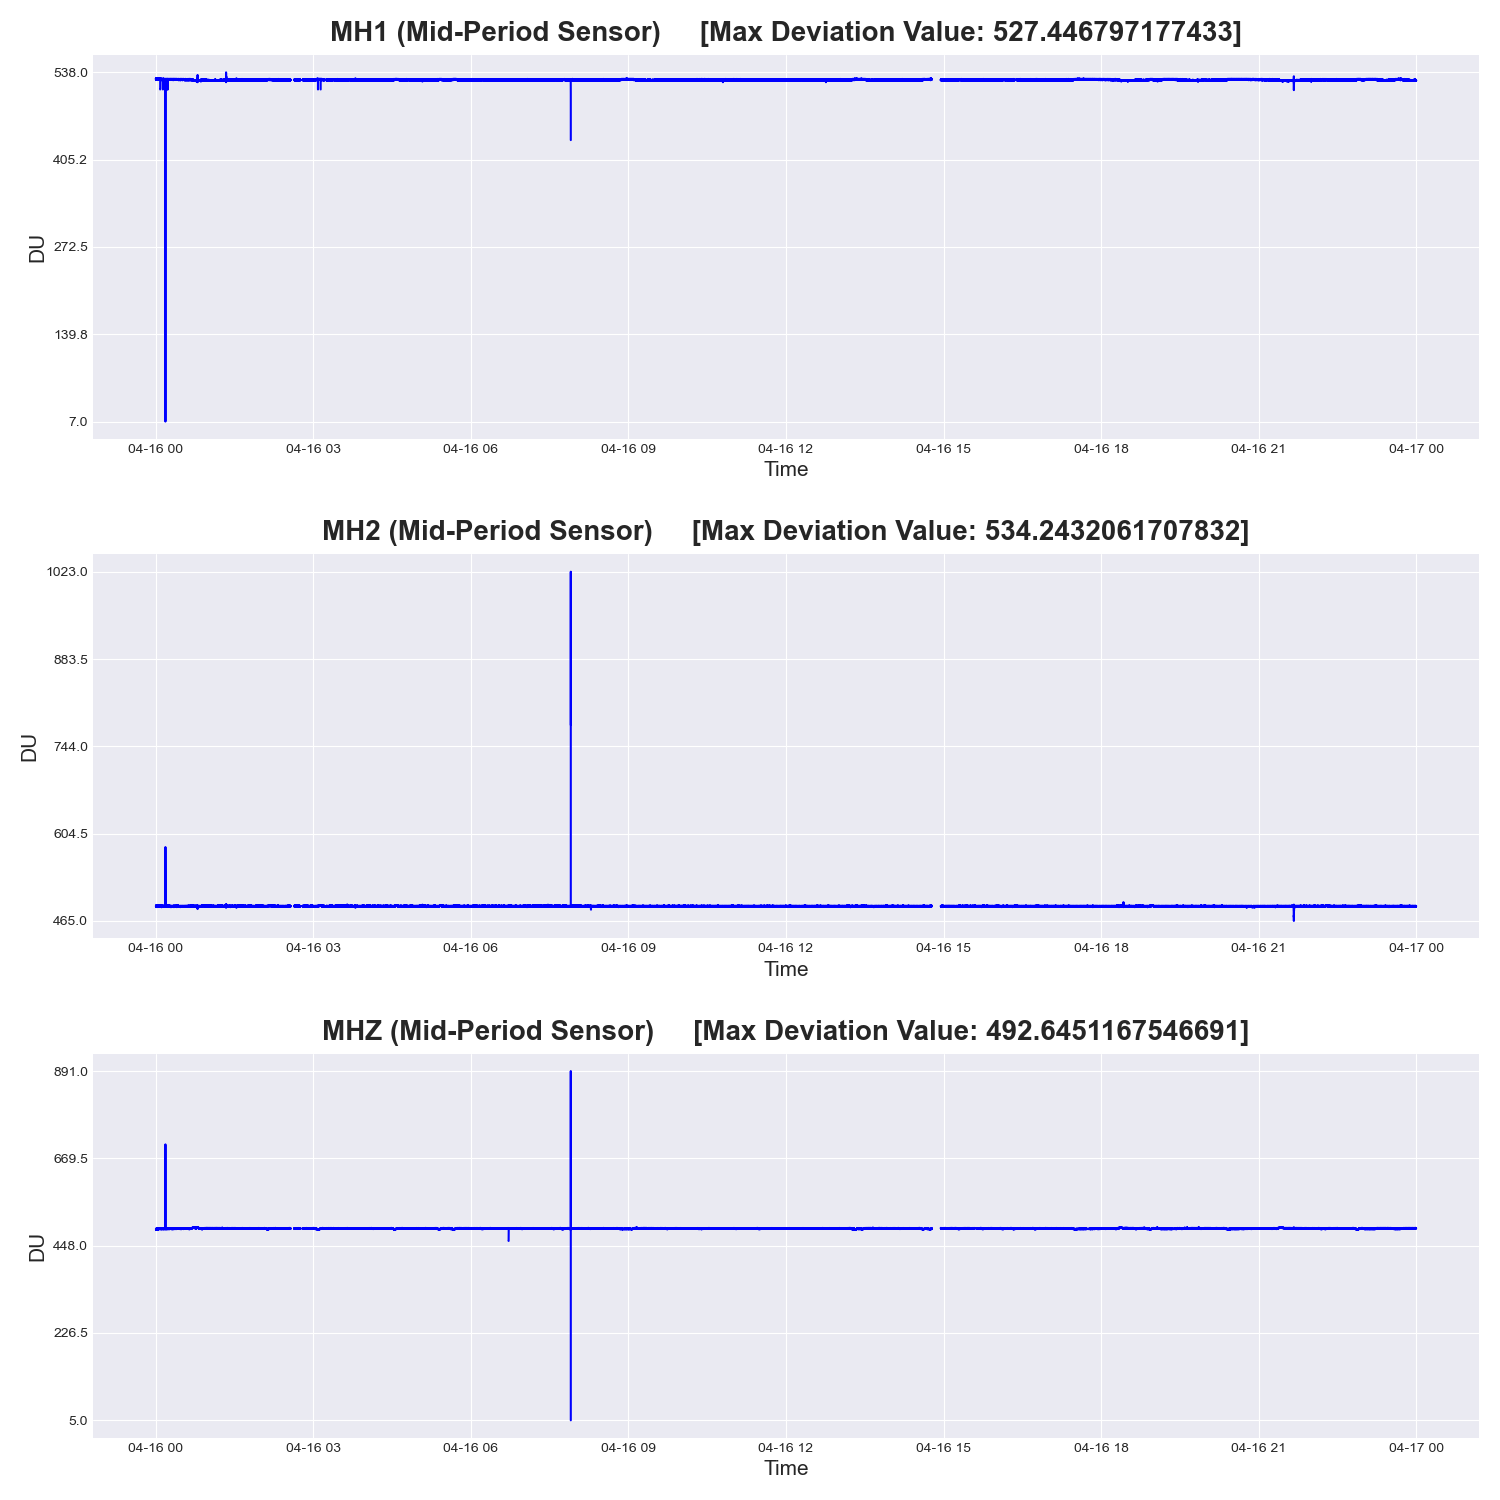 MH1 (Mid-Period Sensor) [Max Deviation Value: 527.446797177433]
538.0
405.2
272.5
139.8
7.0
DU
04-16 00 04-16 03 04-16 06 04-16 09 04-16 12 04-16 15 04-16 18 04-16 21 04-17 00
Time
MH2 (Mid-Period Sensor) [Max Deviation Value: 534.2432061707832]
1023.0
883.5
744.0
604.5
465.0
DU
04-16 00 04-16 03 04-16 06 04-16 09 04-16 12 04-16 15 04-16 18 04-16 21 04-17 00
Time
MHZ (Mid-Period Sensor) [Max Deviation Value: 492.6451167546691]
891.0
669.5
448.0
226.5
5.0
DU
04-16 00 04-16 03 04-16 06 04-16 09 04-16 12 04-16 15 04-16 18 04-16 21 04-17 00
Time